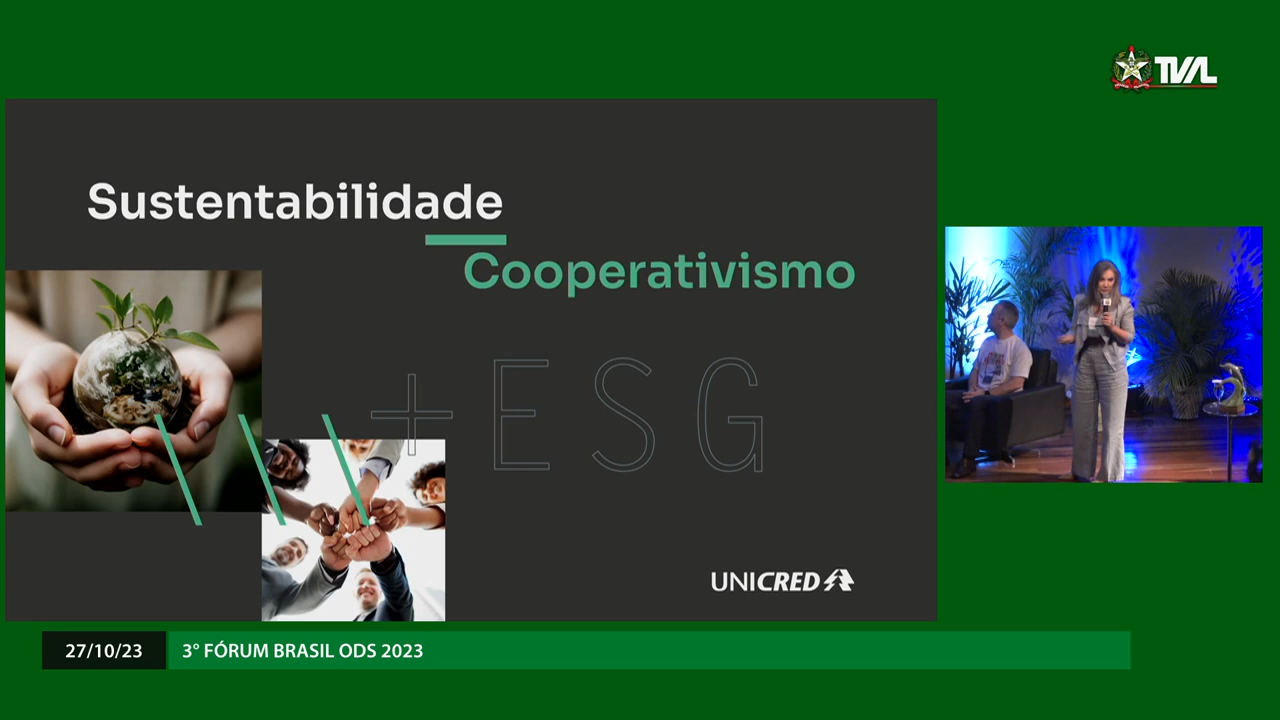 TVAL
Sustentabilidade
Cooperativismo
+ESG
UNICRED
27/10/23
3° FÓRUM BRASIL ODS 2023